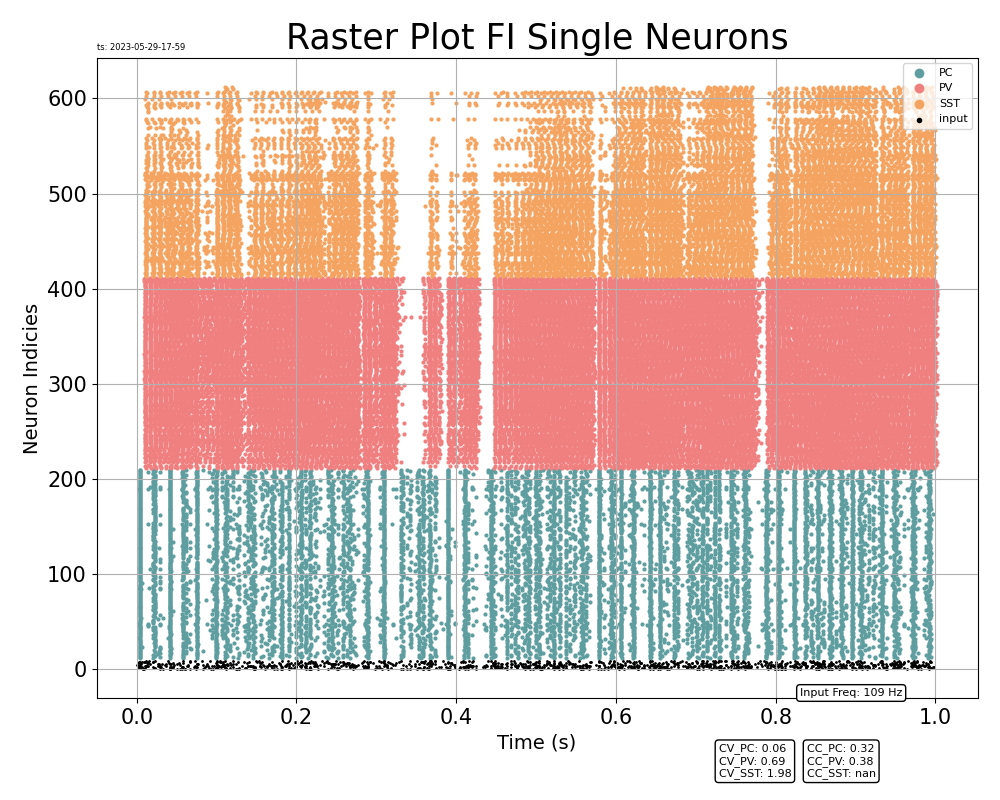 Raster Plot FI Single Neurons
ts: 2023-05-29-17-59
PC
PV
SST
input
600
500
400
300
200
100
0
Neuron Indicies
0.0 0.2 0.4 0.6 0.8 1.0
Time (s)
Input Freq: 109 Hz
CV_PC: 0.06
CV_PV: 0.69
CV_SST: 1.98
CC_PC: 0.32
CC_PV: 0.38
CC_SST: nan